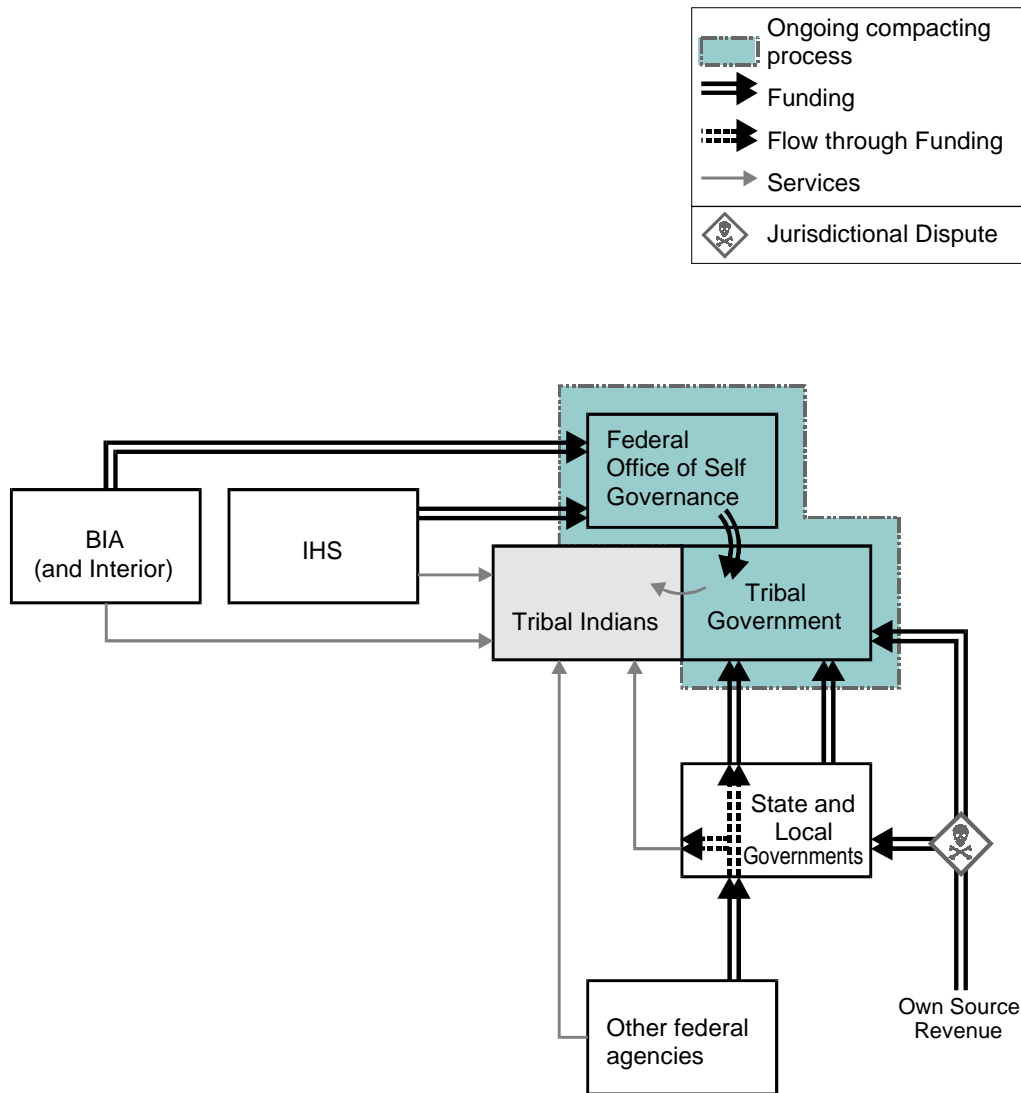 Ongoing compacting
process
Funding
Flow through Funding
Services
Jurisdictional Dispute
Federal
Office of Self
Governance
BIA
(and Interior)
IHS
Tribal Indians
Tribal
Government
State and
Local
Governments
Own Source
Revenue
Other federal
agencies